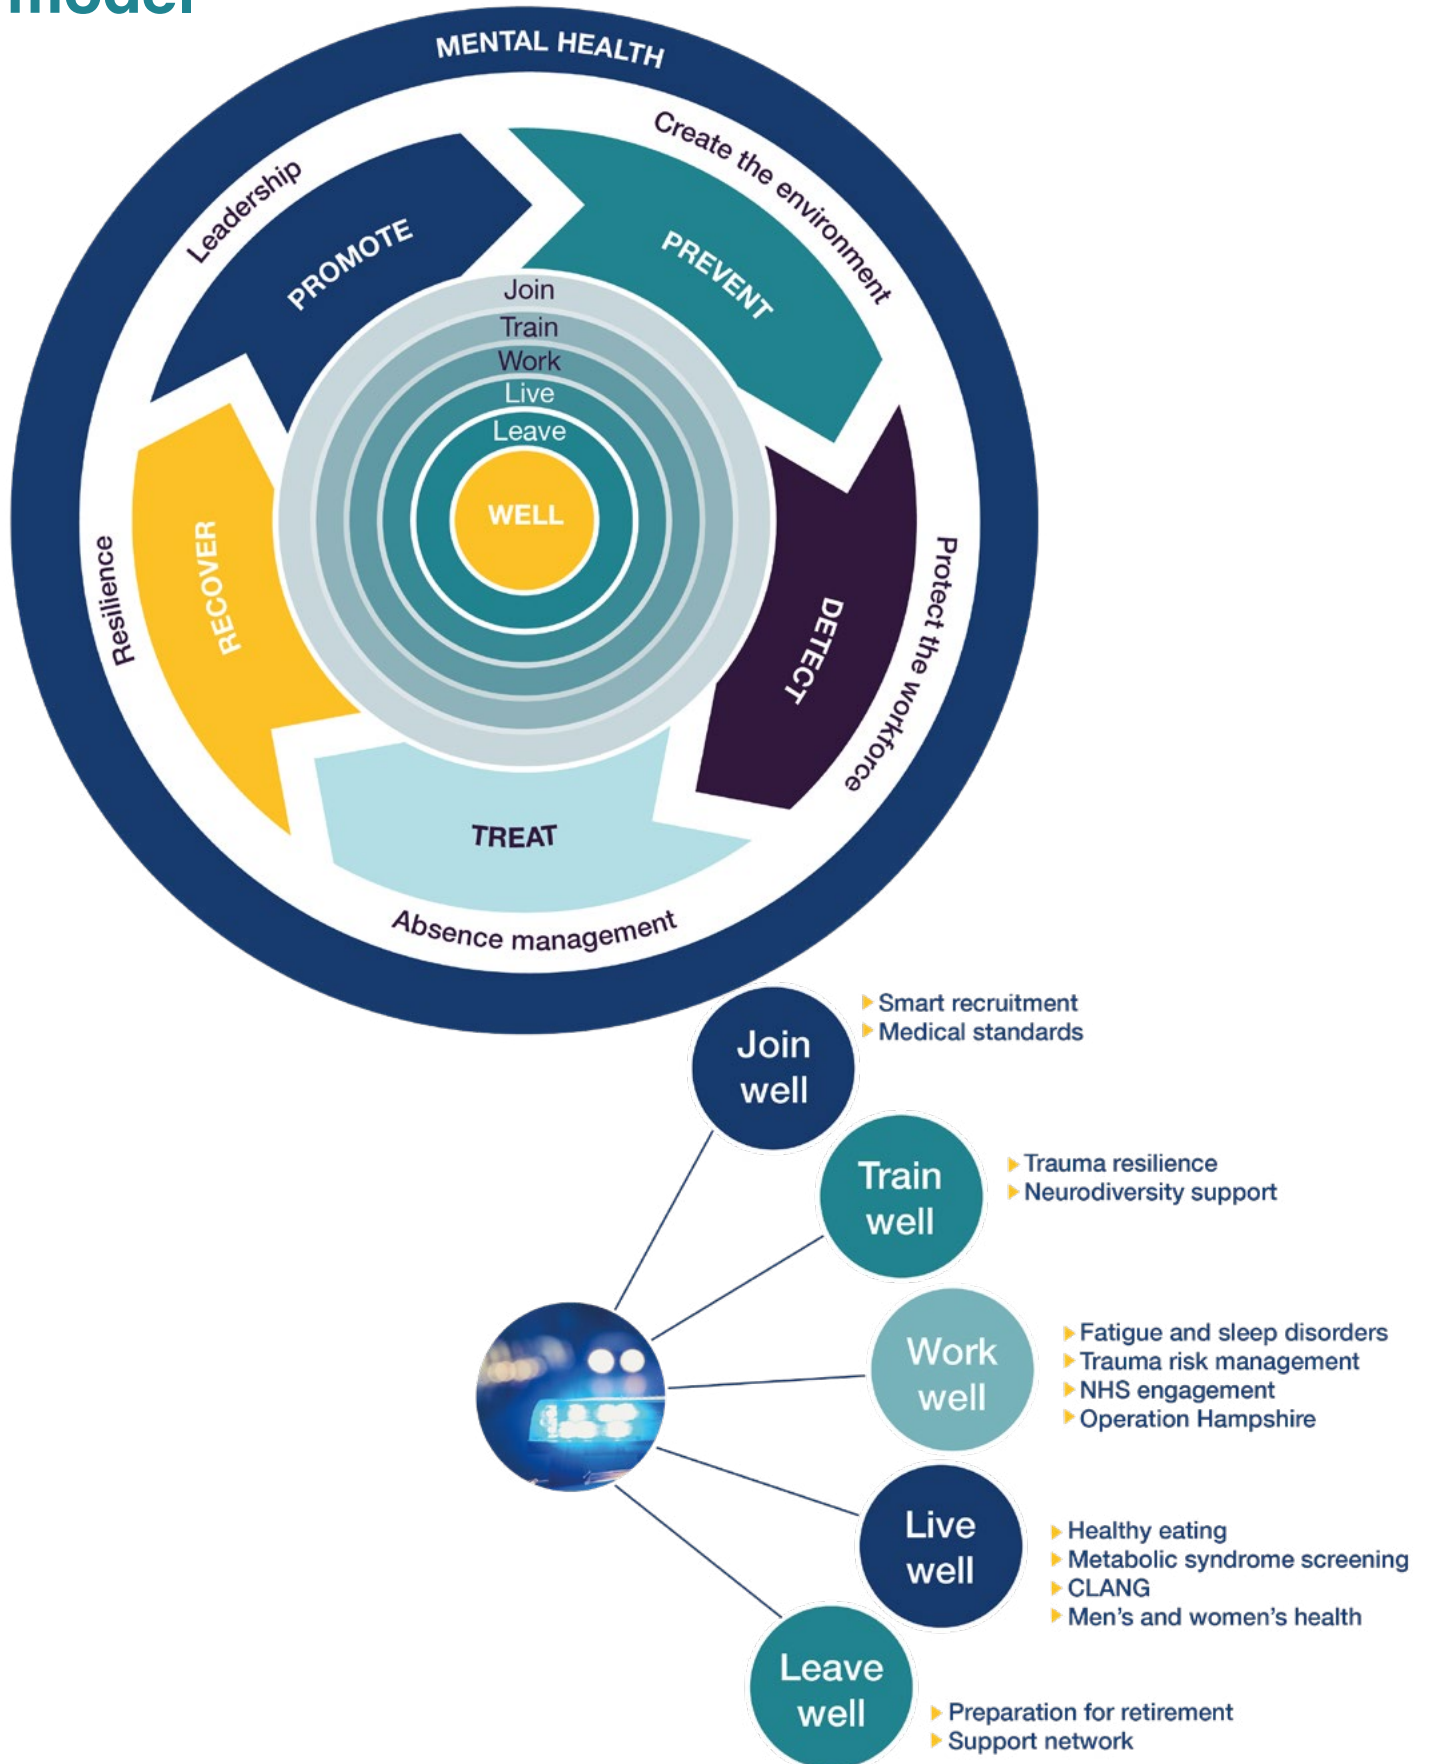 model
MENTAL HEALTH
Leadership
Create the environment
PROMOTE
PREVENT
Join
Train
Work
Live
Leave
WELL
RECOVER
Resilience
DETECT
Protect the workforce
TREAT
Absence management
Join
well
Smart recruitment
Medical standards
Train
well
Trauma resilience
Neurodiversity support
Work
well
Fatigue and sleep disorders
Trauma risk management
NHS engagement
Operation Hampshire
Live
well
Healthy eating
Metabolic syndrome screening
CLANG
Men’s and women’s health
Leave
well
Preparation for retirement
Support network